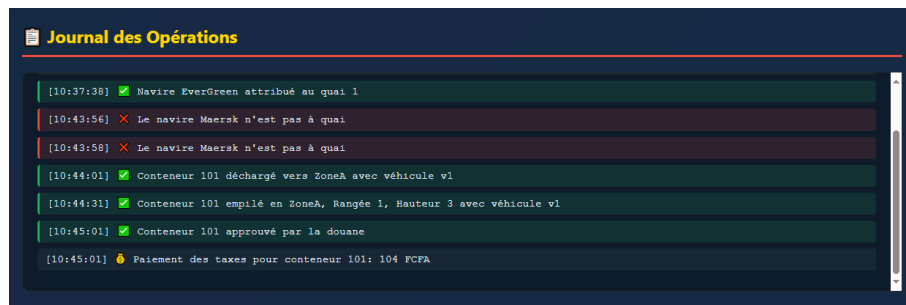 📋 Journal des Opérations
[10:37:38] ✅ Navire EverGreen attribué au quai 1
[10:43:56] ❌ Le navire Maersk n'est pas à quai
[10:43:58] ❌ Le navire Maersk n'est pas à quai
[10:44:01] ✅ Conteneur 101 déchargé vers ZoneA avec véhicule v1
[10:44:31] ✅ Conteneur 101 empilé en ZoneA, Rangée 1, Hauteur 3 avec véhicule v1
[10:45:01] ✅ Conteneur 101 approuvé par la douane
[10:45:01] 💰 Paiement des taxes pour conteneur 101: 104 FCFA